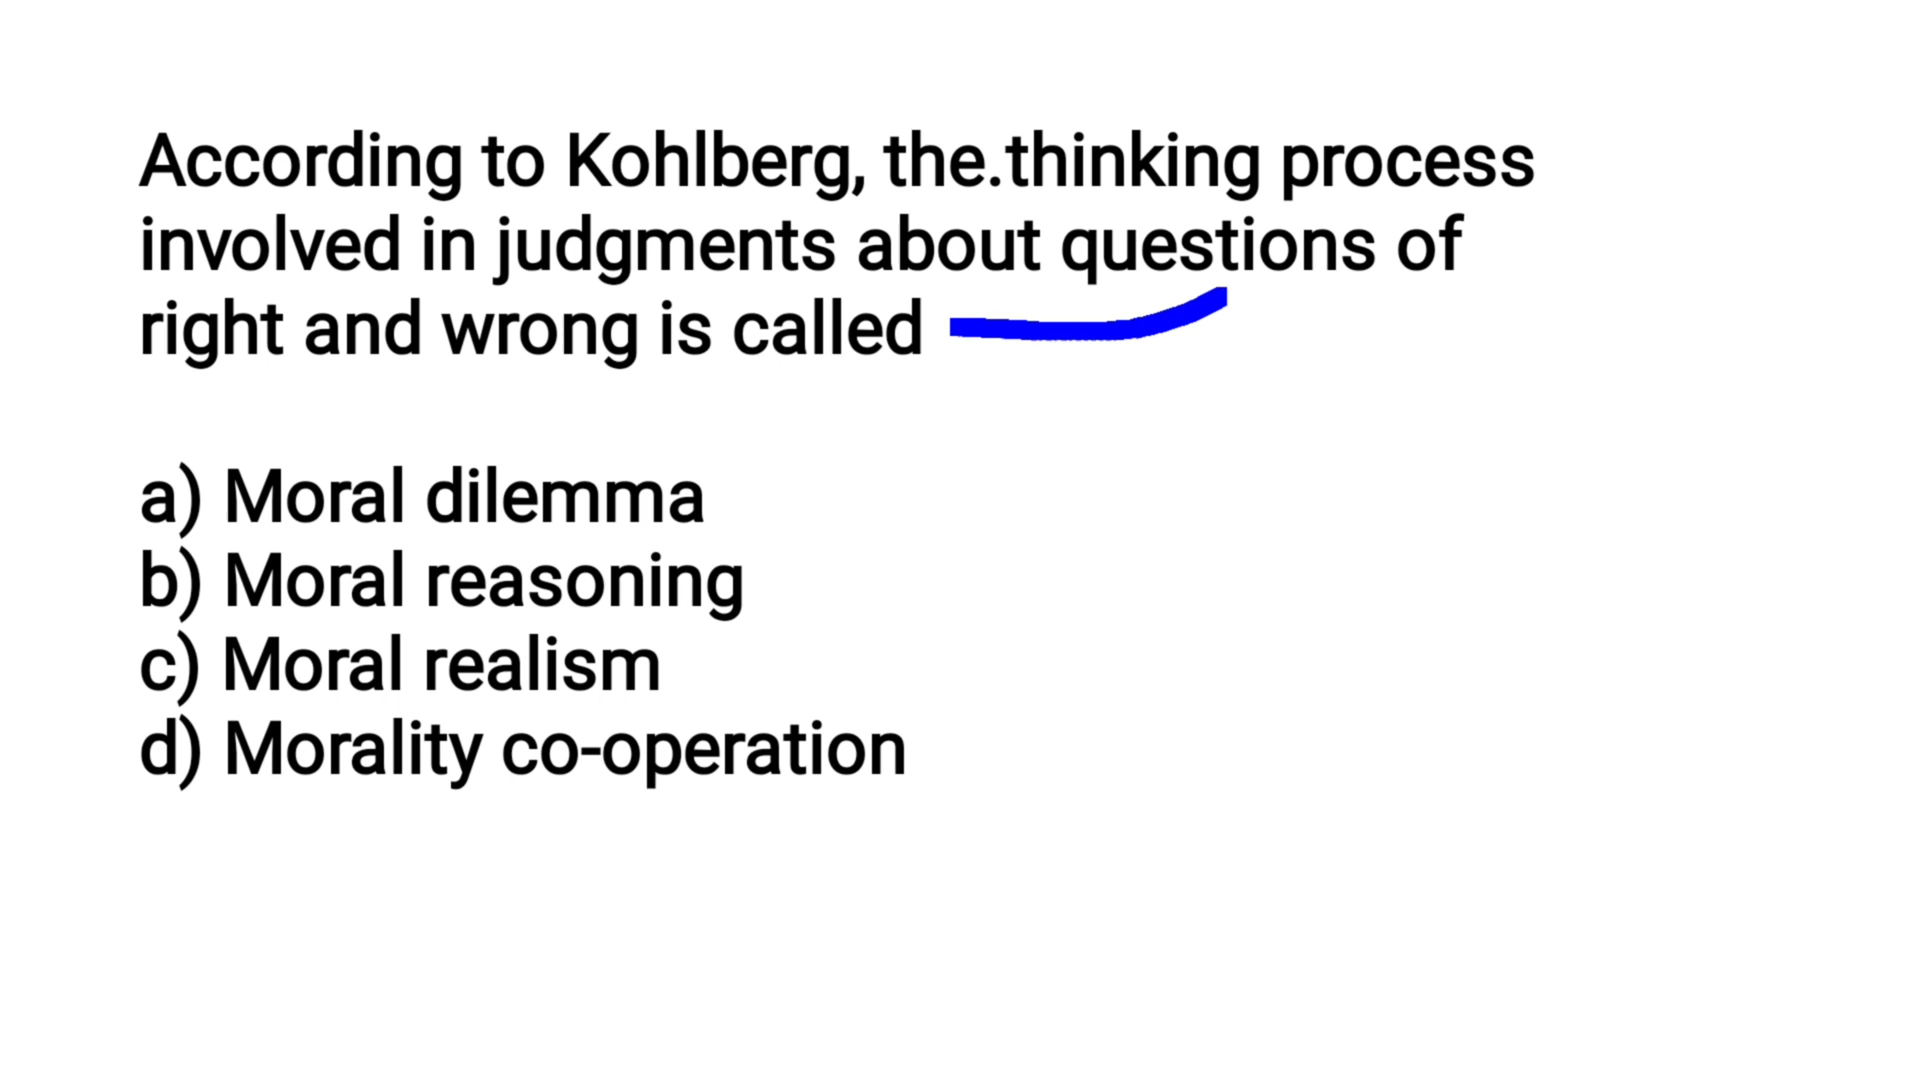 According to Kohlberg, the.thinking process
involved in judgments about questions of
right and wrong is called
a) Moral dilemma
b) Moral reasoning
c) Moral realism
d) Morality co-operation